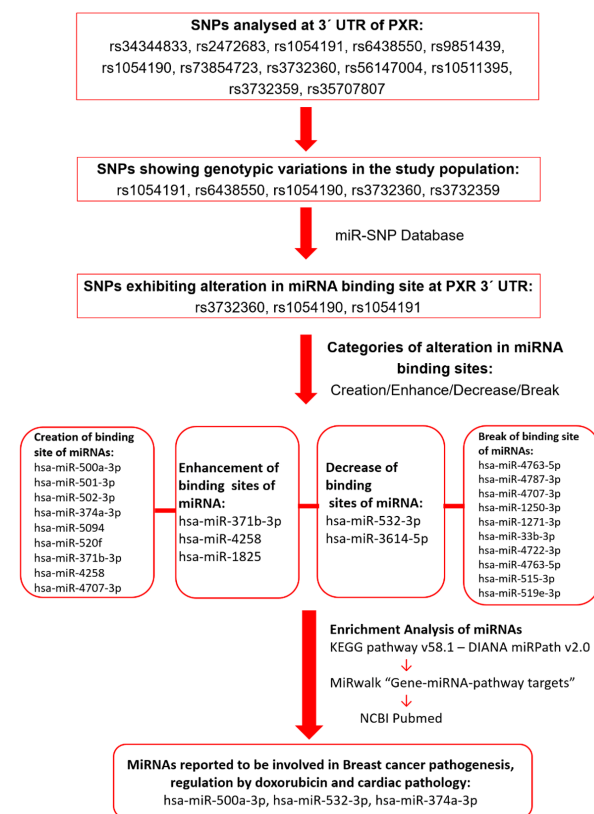 SNPs analysed at 3´ UTR of PXR:
rs34344833, rs2472683, rs1054191, rs6438550, rs9851439,
rs1054190, rs73854723, rs3732360, rs56147004, rs10511395,
rs3732359, rs35707807
SNPs showing genotypic variations in the study population:
rs1054191, rs6438550, rs1054190, rs3732360, rs3732359
miR-SNP Database
SNPs exhibiting alteration in miRNA binding site at PXR 3´ UTR:
rs3732360, rs1054190, rs1054191
Categories of alteration in miRNA
binding sites:
Creation/Enhance/Decrease/Break
Creation of binding
site of miRNAs:
hsa-miR-500a-3p
hsa-miR-501-3p
hsa-miR-502-3p
hsa-miR-374a-3p
hsa-miR-5094
hsa-miR-520f
hsa-miR-371b-3p
hsa-miR-4258
hsa-miR-4707-3p
Enhancement of
binding sites of
miRNA:
hsa-miR-371b-3p
hsa-miR-4258
hsa-miR-1825
Decrease of
binding
sites of miRNA:
hsa-miR-532-3p
hsa-miR-3614-5p
Break of binding site
of miRNAs:
hsa-miR-4763-5p
hsa-miR-4787-3p
hsa-miR-4707-3p
hsa-miR-1250-3p
hsa-miR-1271-3p
hsa-miR-33b-3p
hsa-miR-4722-3p
hsa-miR-4763-5p
hsa-miR-515-3p
hsa-miR-519e-3p
Enrichment Analysis of miRNAs
KEGG pathway v58.1 – DIANA miRPath v2.0
MiRwalk “Gene-miRNA-pathway targets”
NCBI Pubmed
MiRNAs reported to be involved in Breast cancer pathogenesis,
regulation by doxorubicin and cardiac pathology:
hsa-miR-500a-3p, hsa-miR-532-3p, hsa-miR-374a-3p